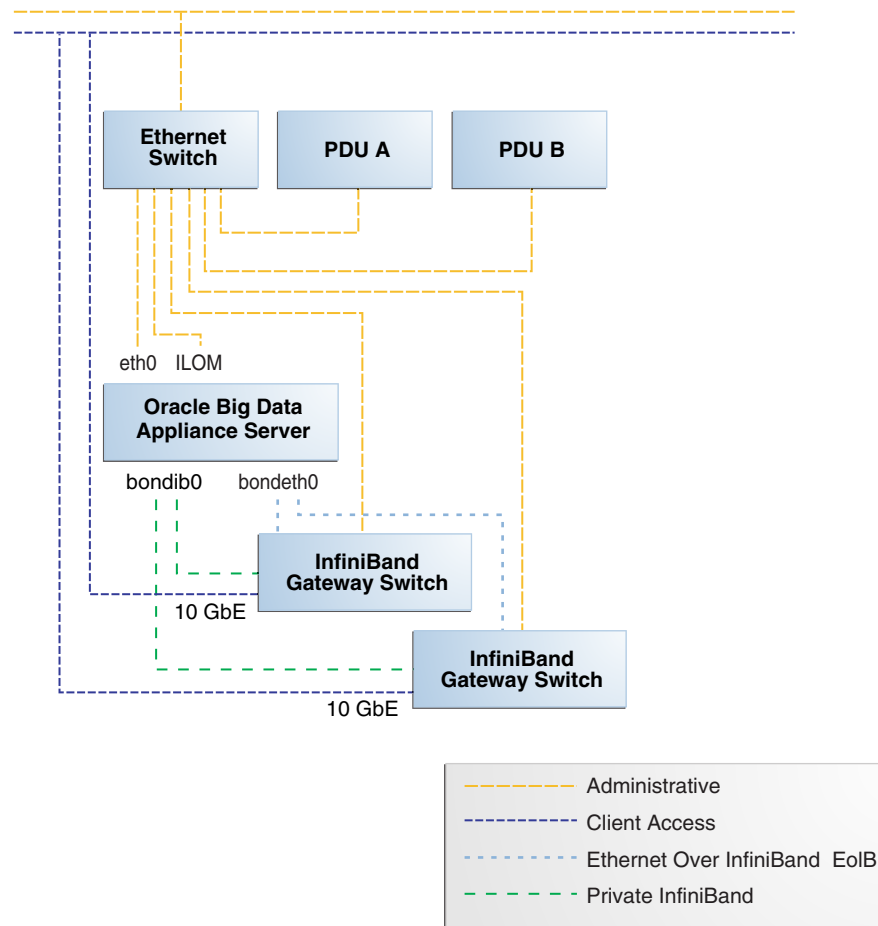 Ethernet
Switch
PDU A
PDU B
eth0
ILOM
Oracle Big Data
Appliance Server
bondib0
bondeth0
InfiniBand
Gateway Switch
10 GbE
InfiniBand
Gateway Switch
10 GbE
Administrative
Client Access
Ethernet Over InfiniBand EoIB
Private InfiniBand